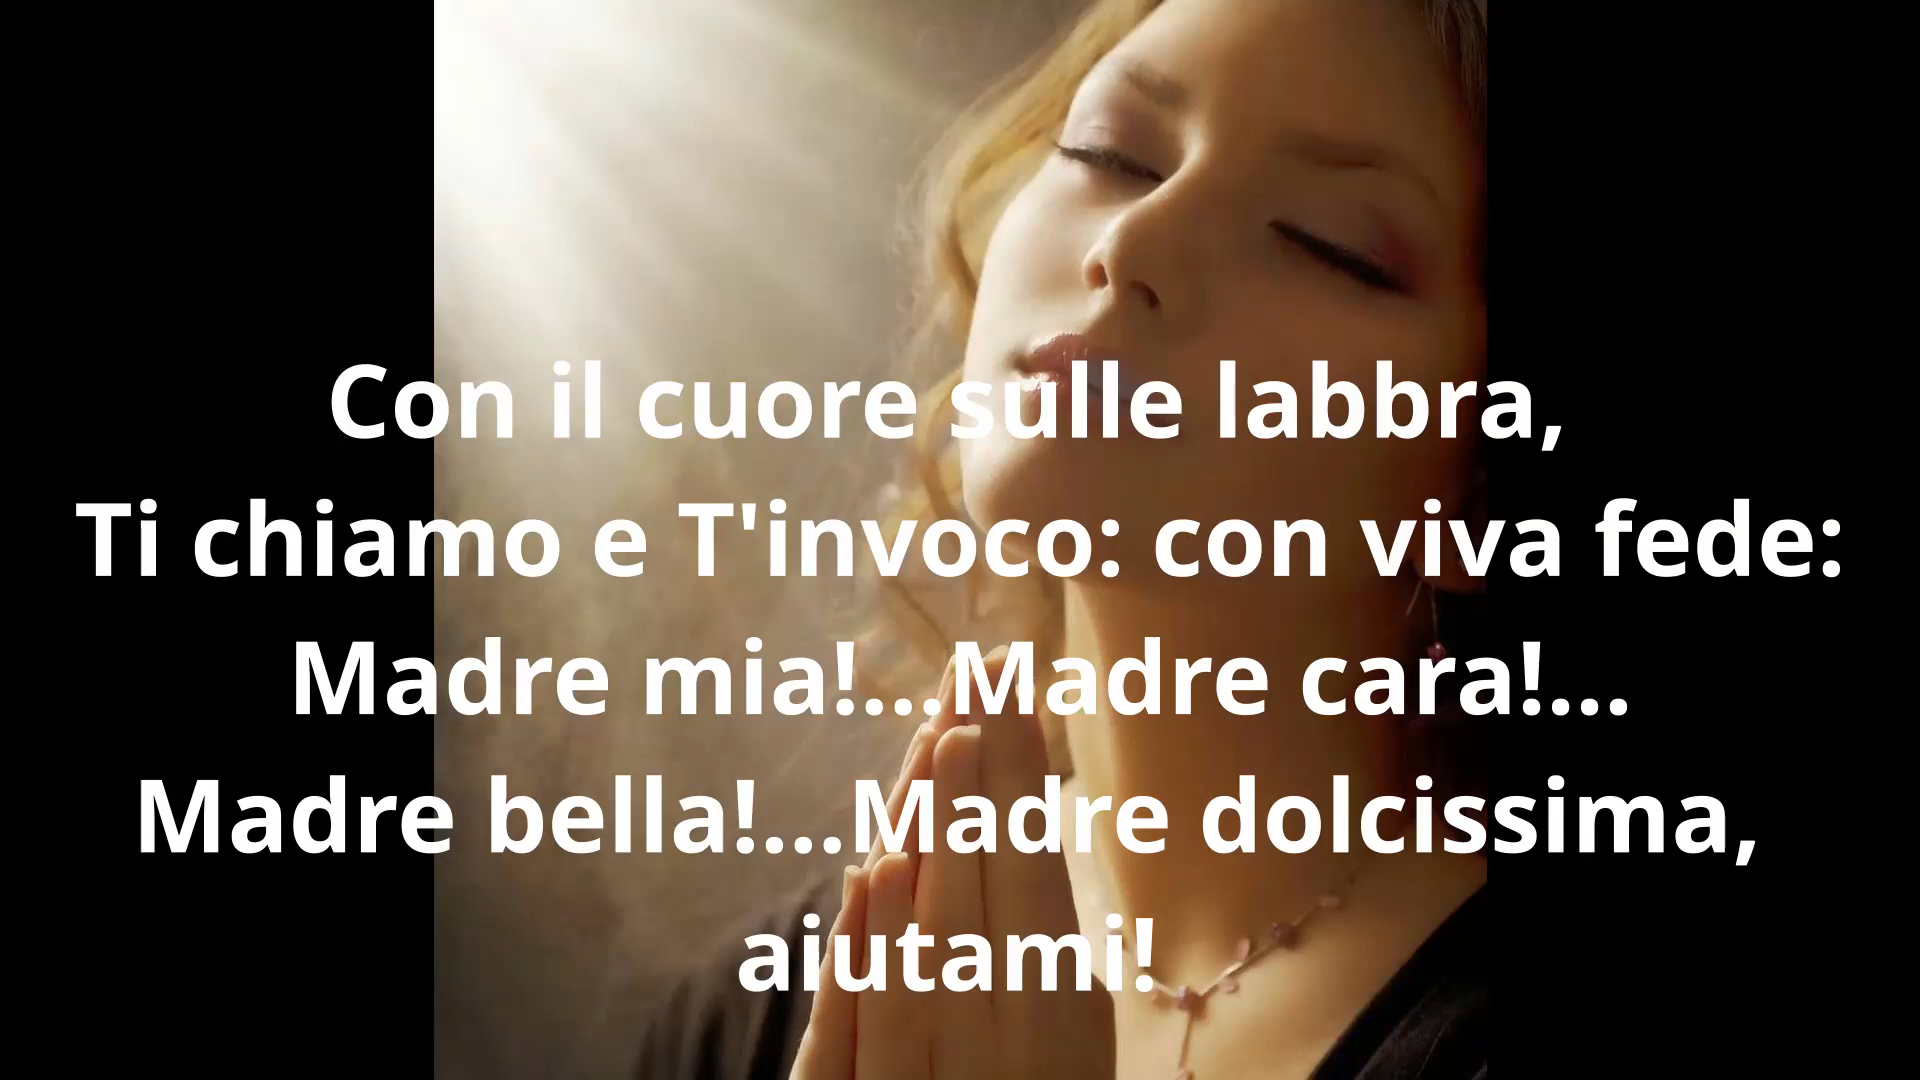 Con il cuore sulle labbra,
Ti chiamo e T'invoco: con viva fede:
Madre mia!...Madre cara!...
Madre bella!...Madre dolcissima,
aiutami!